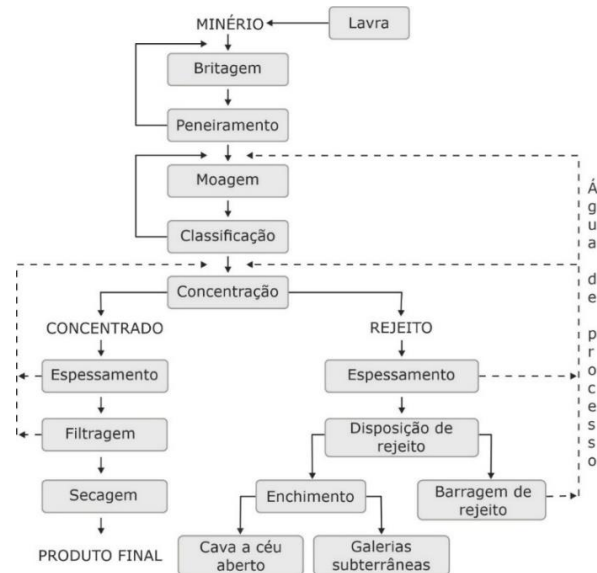 MINÉRIO
Lavra
Britagem
Peneiramento
Moagem
Classificação
Concentração
CONCENTRADO
REJEITO
Espessamento
Espessamento
Filtragem
Disposição de
rejeito
Secagem
Enchimento
Barragem de
rejeito
PRODUTO FINAL
Cava a céu
aberto
Galerias
subterrâneas
Água de processo